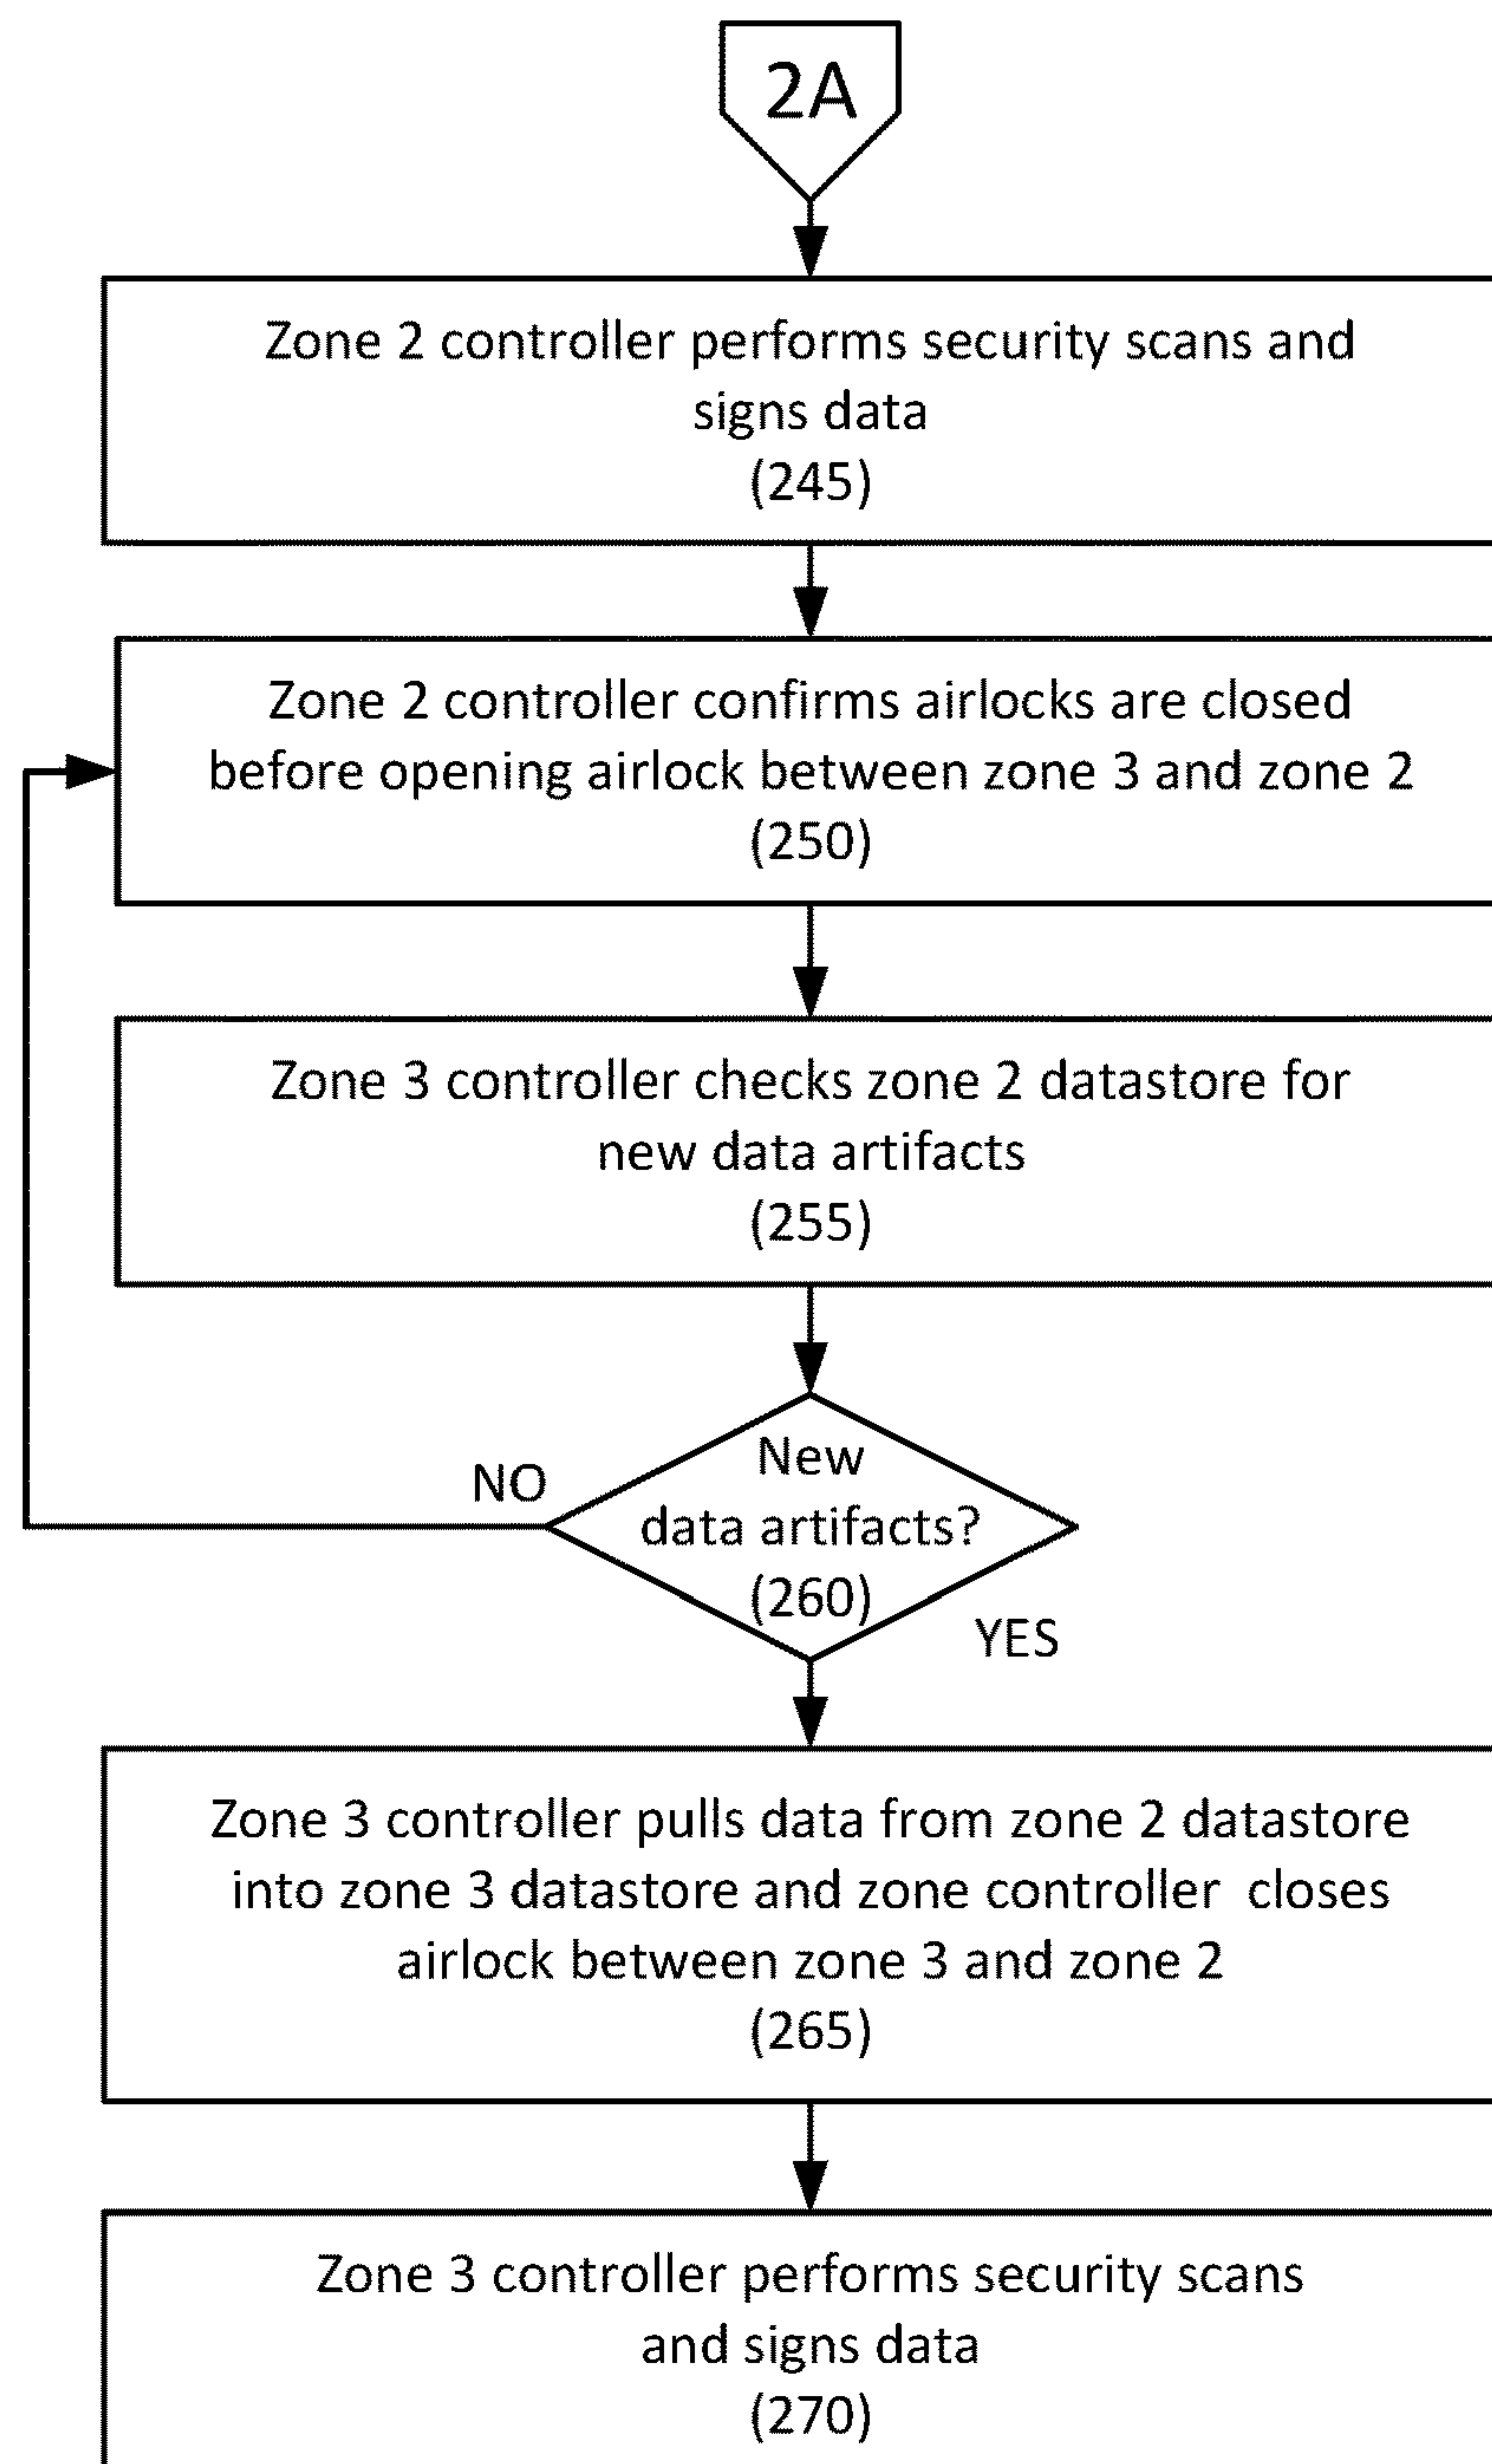 2A
Zone 2 controller performs security scans and
signs data
(245)
Zone 2 controller confirms airlocks are closed
before opening airlock between zone 3 and zone 2
(250)
Zone 3 controller checks zone 2 datastore for
new data artifacts
(255)
NO
New
data artifacts?
(260)
YES
Zone 3 controller pulls data from zone 2 datastore
into zone 3 datastore and zone controller closes
airlock between zone 3 and zone 2
(265)
Zone 3 controller performs security scans
and signs data
(270)